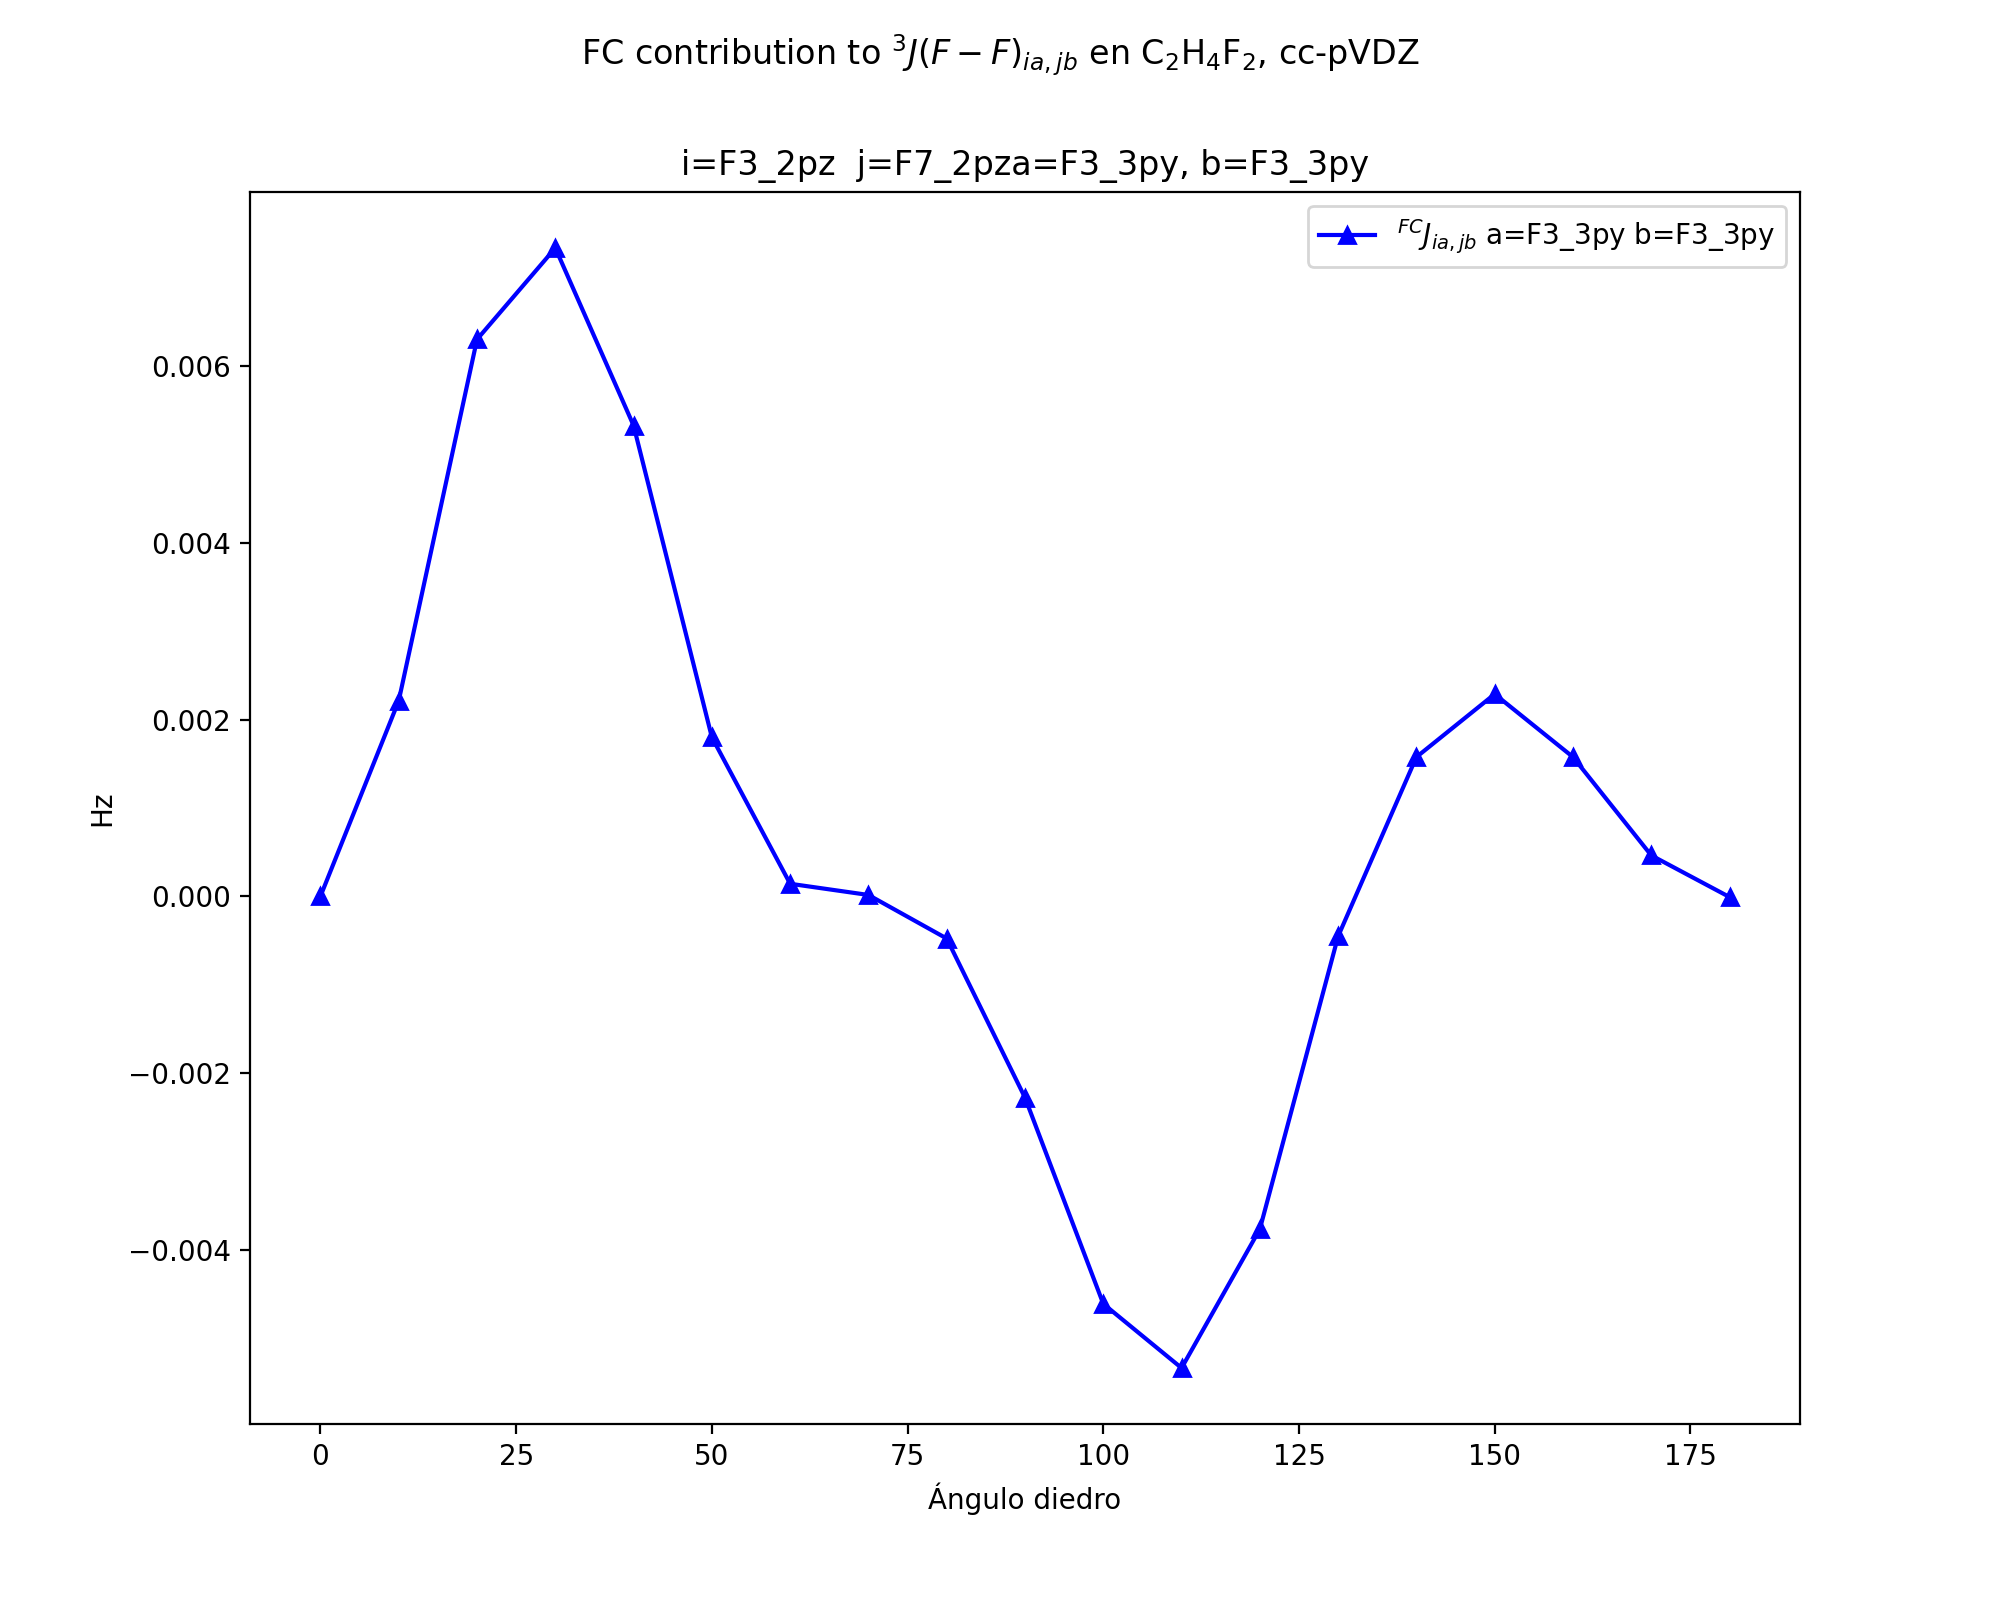 FC contribution to ³J(F − F)ia, jb en C₂H₄F₂, cc-pVDZ
i=F3_2pz  j=F7_2pza=F3_3py, b=F3_3py
FCJia, jb a=F3_3py b=F3_3py
0.006
0.004
0.002
0.000
−0.002
−0.004
Hz
0 25 50 75 100 125 150 175
Ángulo diedro